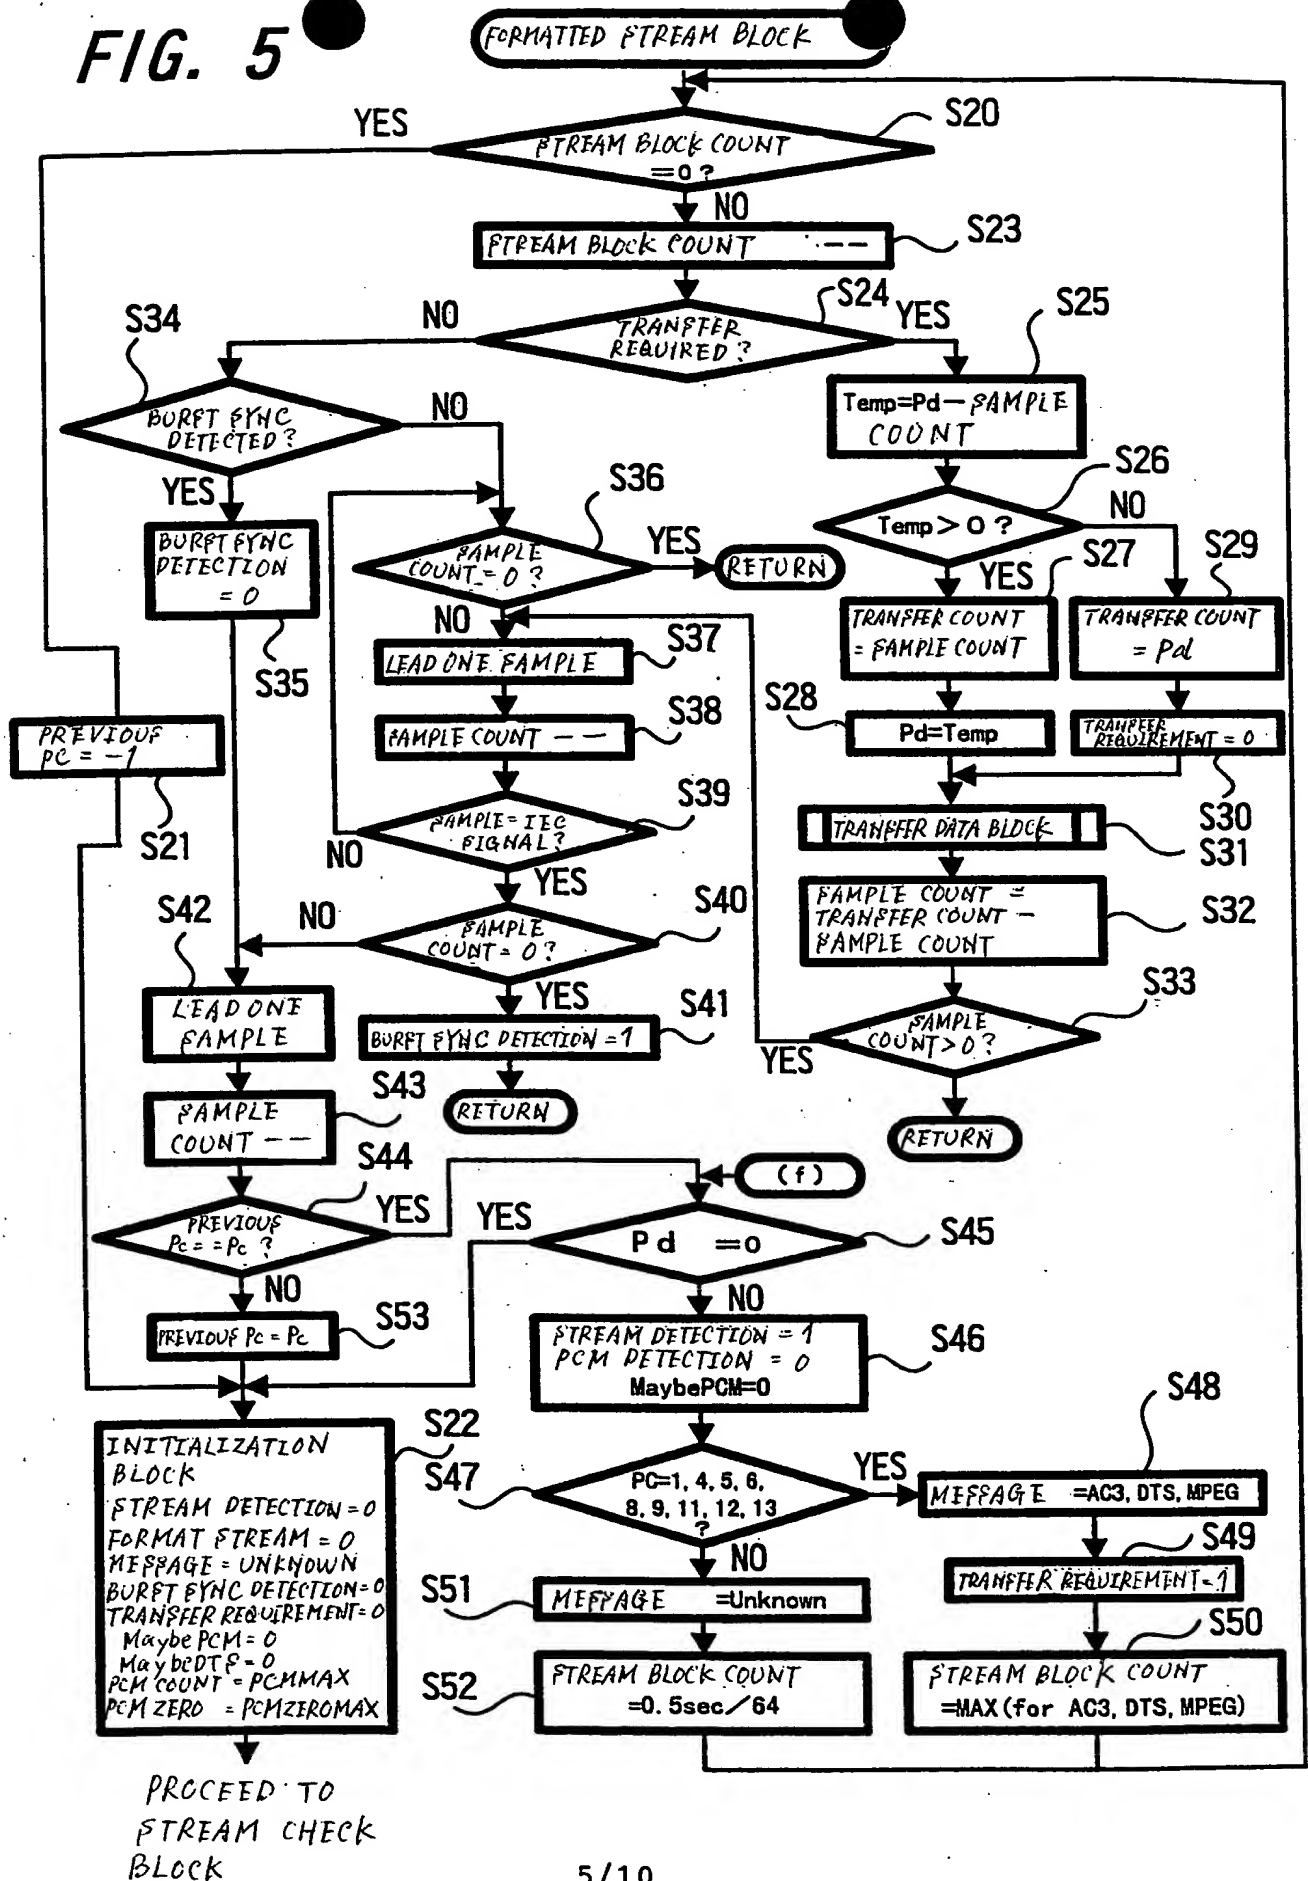 FIG. 5
FORMATTED STREAM BLOCK
S20
YES
STREAM BLOCK COUNT
=0?
NO
S23
STREAM BLOCK COUNT --
S24
NO
YES
TRANSFER
REQUIRED?
S25
Temp=Pd-SAMPLE
COUNT
S34
BURST SYNC
DETECTED?
NO
YES
S26
Temp>0?
NO
YES
S36
SAMPLE
COUNT=0?
YES
RETURN
NO
BURST SYNC
DETECTION
=0
S35
S27
TRANSFER COUNT
=SAMPLE COUNT
S29
TRANSFER COUNT
=Pd
S37
LEAD ONE SAMPLE
S28
Pd=Temp
TRANSFER
REQUIREMENT=0
S30
PREVIOUS
PC=-1
S21
S38
SAMPLE COUNT --
S39
SAMPLE=IEC
SIGNAL?
NO
YES
TRANSFER DATA BLOCK
S31
S40
SAMPLE
COUNT=0?
NO
YES
SAMPLE COUNT =
TRANSFER COUNT -
SAMPLE COUNT
S32
S42
LEAD ONE
SAMPLE
S41
BURST SYNC DETECTION=1
RETURN
S33
SAMPLE
COUNT>0?
YES
RETURN
S43
SAMPLE
COUNT --
S44
PREVIOUS
Pc==Pc?
YES
NO
(f)
S45
Pd =0
YES
NO
S53
PREVIOUS Pc=Pc
S46
STREAM DETECTION=1
PCM DETECTION=0
MaybePCM=0
S22
INITIALIZATION
BLOCK
STREAM DETECTION=0
FORMAT STREAM=0
MESSAGE=UNKNOWN
BURST SYNC DETECTION=0
TRANSFER REQUIREMENT=0
MaybePCM=0
MaybeDTS=0
PCM COUNT=PCMMAX
PCM ZERO =PCMZEROMAX
PROCEED TO
STREAM CHECK
BLOCK
S47
PC=1, 4, 5, 6,
8, 9, 11, 12, 13
?
YES
NO
S48
MESSAGE =AC3, DTS, MPEG
S49
TRANSFER REQUIREMENT=1
S51
MESSAGE =Unknown
S52
STREAM BLOCK COUNT
=0.5sec/64
S50
STREAM BLOCK COUNT
=MAX(for AC3, DTS, MPEG)
5/10